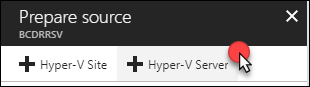 Prepare source
BCDRRSV
Hyper-V Site Hyper-V Server